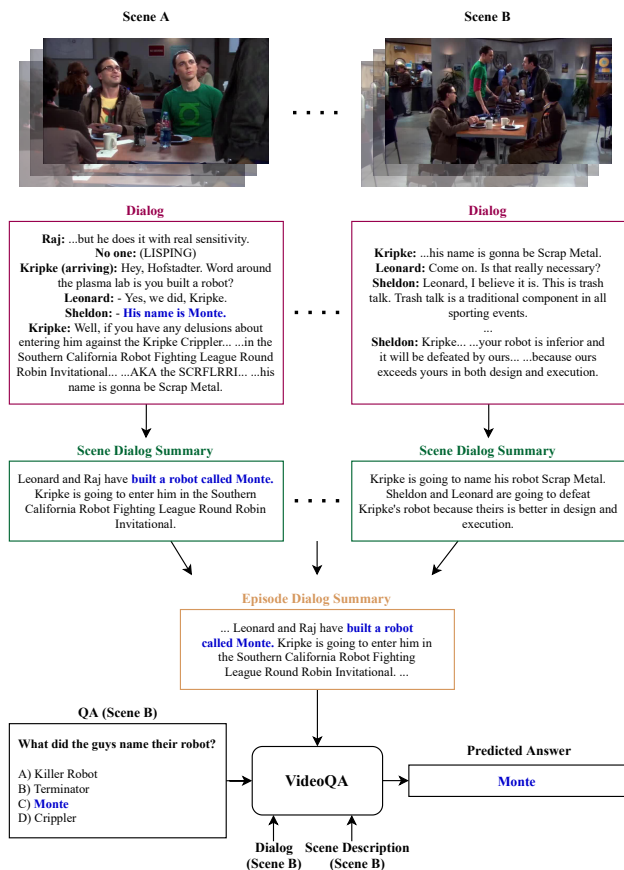 Scene A
Scene B
Dialog
Raj: ...but he does it with real sensitivity.
No one: (LISPING)
Kripke (arriving): Hey, Hofstadter. Word around
the plasma lab is you built a robot?
Leonard: - Yes, we did, Kripke.
Sheldon: - His name is Monte.
Kripke: Well, if you have any delusions about
entering him against the Kripke Crippler... ...in
the Southern California Robot Fighting League Round
Robin Invitational... ...AKA the SCRFLRRI... ...his
name is gonna be Scrap Metal.
Dialog
Kripke: ...his name is gonna be Scrap Metal.
Leonard: Come on. Is that really necessary?
Sheldon: Leonard, I believe it is. This is trash
talk. Trash talk is a traditional component in all
sporting events.
...
Sheldon: Kripke... ...your robot is inferior and
it will be defeated by ours... ...because ours
exceeds yours in both design and execution.
Scene Dialog Summary
Leonard and Raj have built a robot called Monte.
Kripke is going to enter him in the Southern
California Robot Fighting League Round Robin
Invitational.
Scene Dialog Summary
Kripke is going to name his robot Scrap Metal.
Sheldon and Leonard are going to defeat
Kripke's robot because theirs is better in design and
execution.
Episode Dialog Summary
... Leonard and Raj have built a robot
called Monte. Kripke is going to enter him in
the Southern California Robot Fighting
League Round Robin Invitational. ...
QA (Scene B)
What did the guys name their robot?
A) Killer Robot
B) Terminator
C) Monte
D) Crippler
VideoQA
Predicted Answer
Monte
Dialog
(Scene B)
Scene Description
(Scene B)